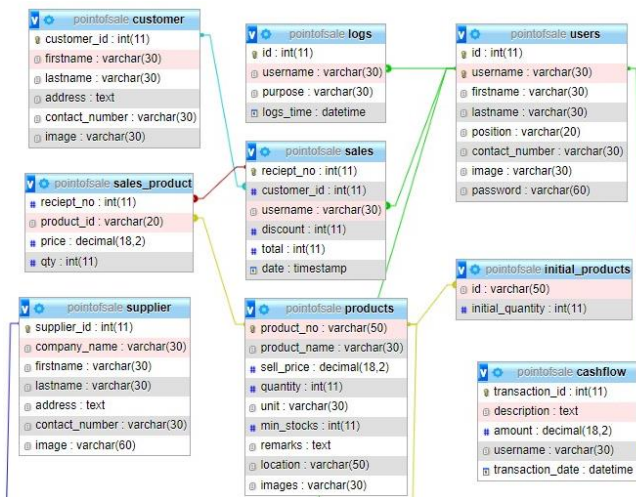 pointofsale customer
customer_id : int(11)
firstname : varchar(30)
lastname : varchar(30)
address : text
contact_number : varchar(30)
image : varchar(30)
pointofsale logs
id : int(11)
username : varchar(30)
purpose : varchar(30)
logs_time : datetime
pointofsale users
id : int(11)
username : varchar(30)
firstname : varchar(30)
lastname : varchar(30)
position : varchar(20)
contact_number : varchar(30)
image : varchar(30)
password : varchar(60)
pointofsale sales_product
reciept_no : int(11)
product_id : varchar(20)
price : decimal(18,2)
qty : int(11)
pointofsale sales
reciept_no : int(11)
customer_id : int(11)
username : varchar(30)
discount : int(11)
total : int(11)
date : timestamp
pointofsale initial_products
id : varchar(50)
initial_quantity : int(11)
pointofsale supplier
supplier_id : int(11)
company_name : varchar(30)
firstname : varchar(30)
lastname : varchar(30)
address : text
contact_number : varchar(30)
image : varchar(60)
pointofsale products
product_no : varchar(50)
product_name : varchar(30)
sell_price : decimal(18,2)
quantity : int(11)
unit : varchar(30)
min_stocks : int(11)
remarks : text
location : varchar(50)
images : varchar(30)
pointofsale cashflow
transaction_id : int(11)
description : text
amount : decimal(18,2)
username : varchar(30)
transaction_date : datetime